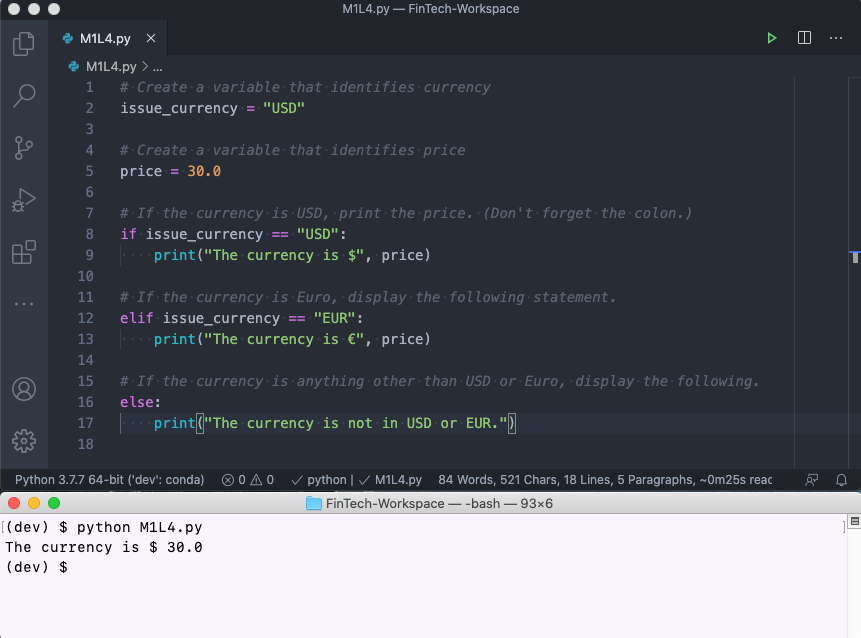 M1L4.py — FinTech-Workspace
M1L4.py
M1L4.py > ...
1 # Create a variable that identifies currency
2 issue_currency = "USD"
3
4 # Create a variable that identifies price
5 price = 30.0
6
7 # If the currency is USD, print the price. (Don't forget the colon.)
8 if issue_currency == "USD":
9     print("The currency is $", price)
10
11 # If the currency is Euro, display the following statement.
12 elif issue_currency == "EUR":
13     print("The currency is €", price)
14
15 # If the currency is anything other than USD or Euro, display the following.
16 else:
17     print("The currency is not in USD or EUR.")
18
Python 3.7.7 64-bit ('dev': conda) 0 0 ✓ python | ✓ M1L4.py 84 Words, 521 Chars, 18 Lines, 5 Paragraphs, ~0m25s reac
FinTech-Workspace — -bash — 93×6
[(dev) $ python M1L4.py ]
The currency is $ 30.0
(dev) $